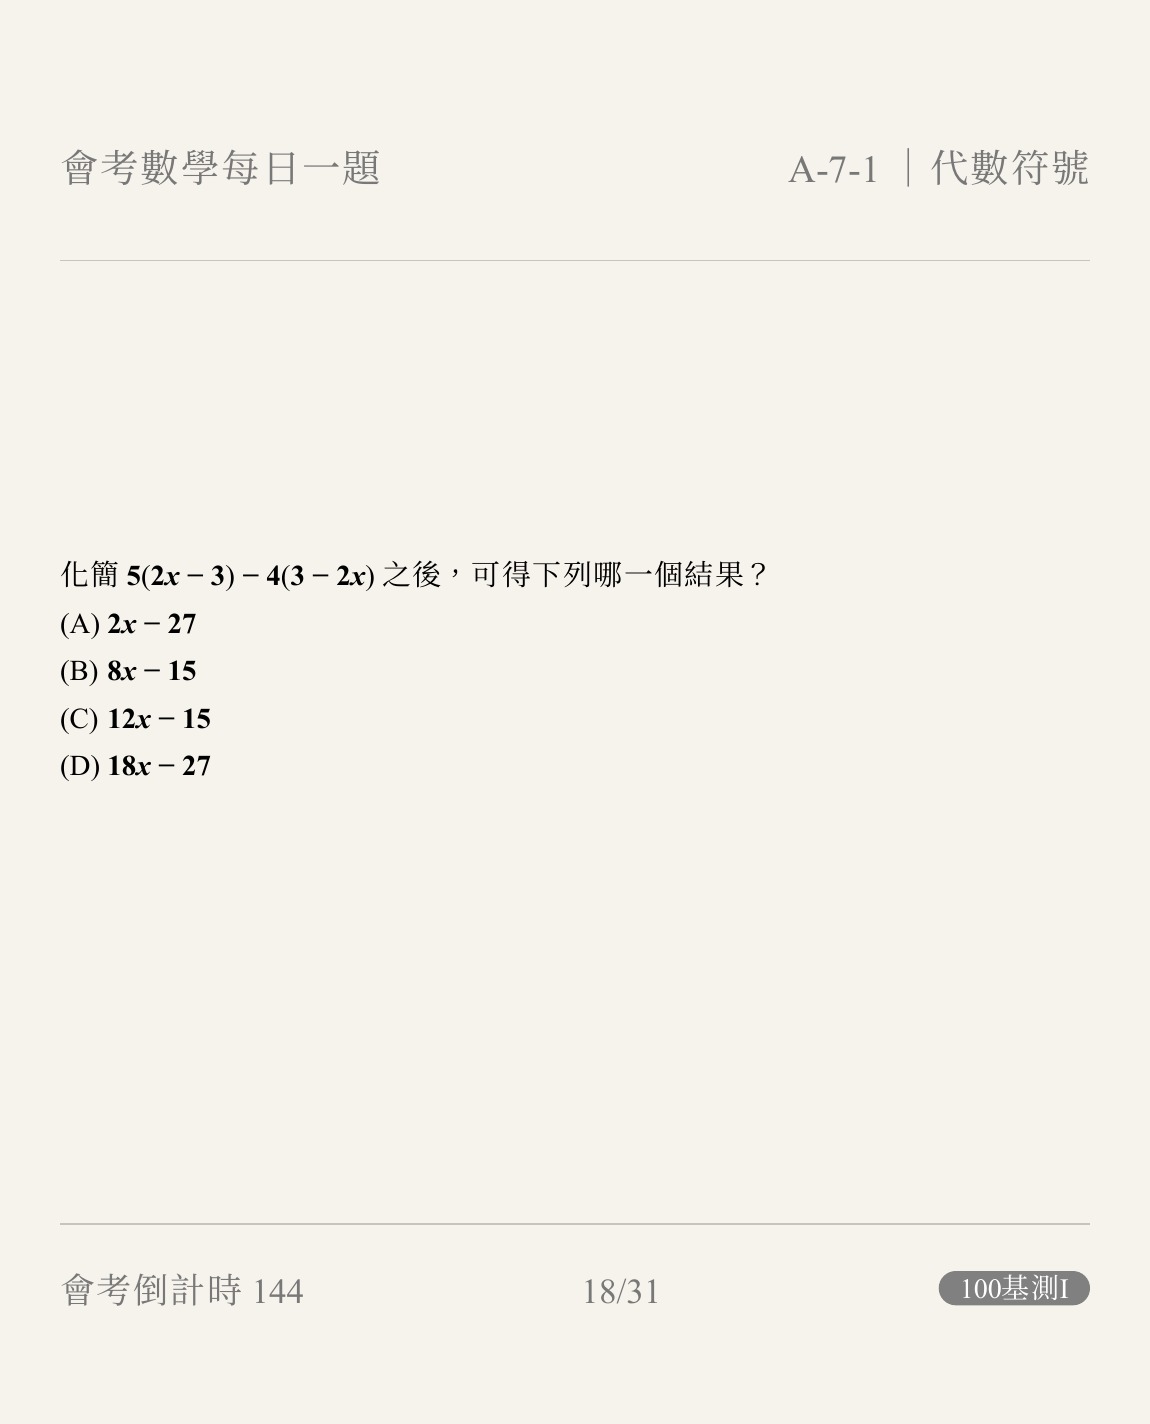 會考數學每日一題
A-7-1 | 代數符號
化簡 5(2x − 3) − 4(3 − 2x) 之後，可得下列哪一個結果？
(A) 2x − 27
(B) 8x − 15
(C) 12x − 15
(D) 18x − 27
會考倒計時 144
18/31
100基測I